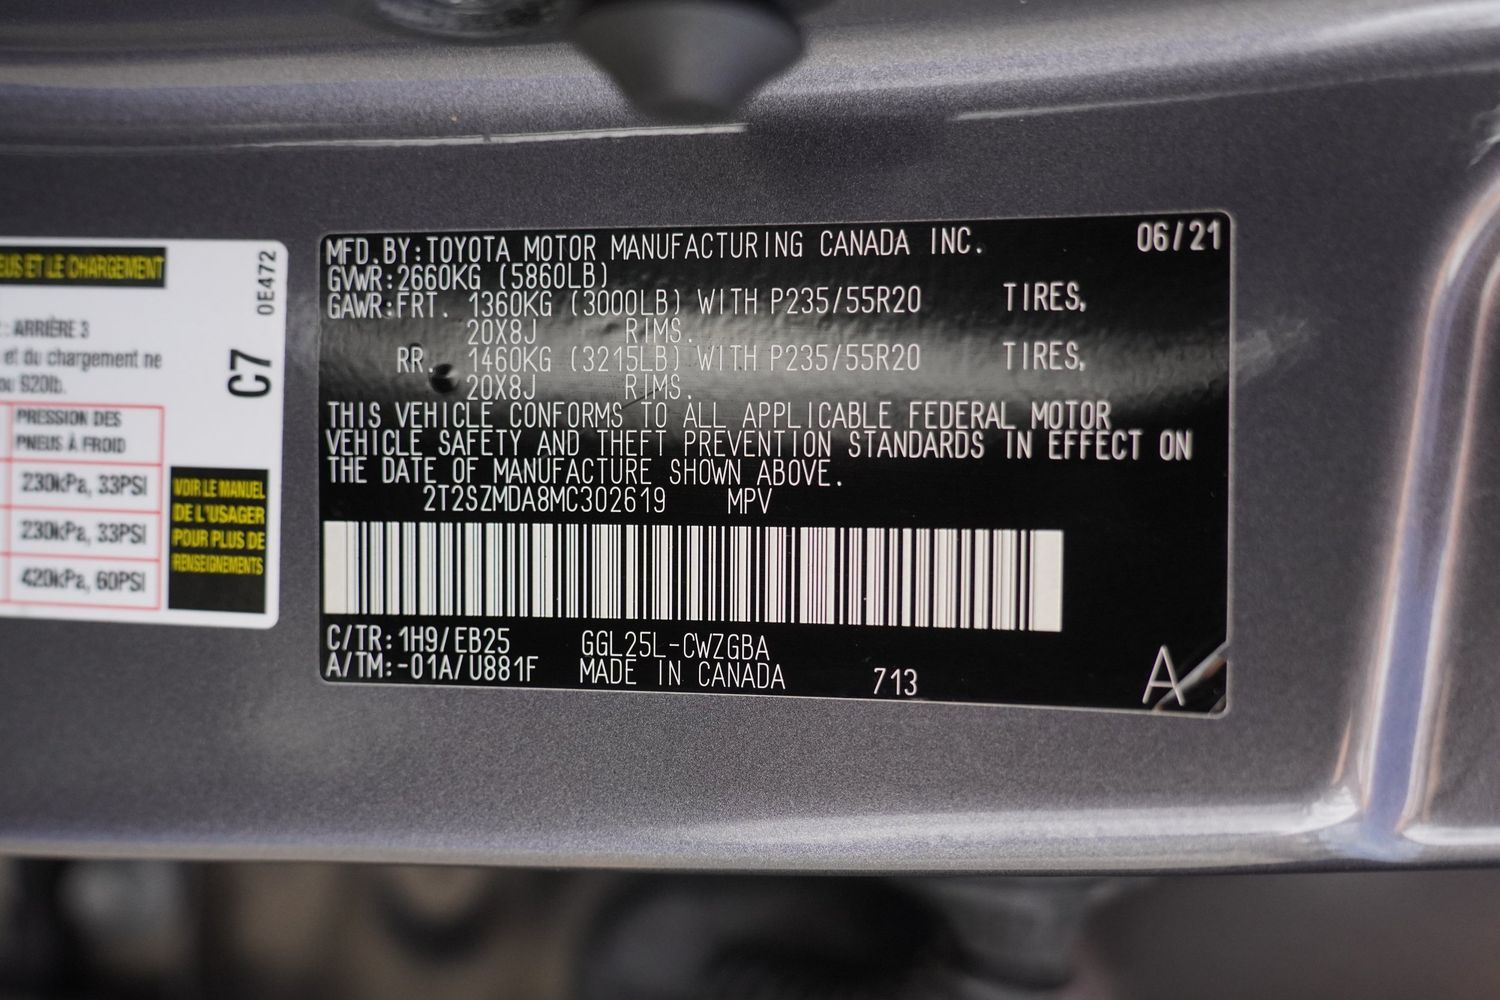 EUS ET LE CHARGEMENT
0E472
: ARRIÈRE 3
et du chargement ne
ou 920lb.
C7
PRESSION DES
PNEUS À FROID
230kPa, 33PSI
230kPa, 33PSI
420kPa, 60PSI
VOIR LE MANUEL
DE L'USAGER
POUR PLUS DE
RENSEIGNEMENTS
MFD.BY:TOYOTA MOTOR MANUFACTURING CANADA INC. 06/21
GVWR:2660KG (5860LB)
GAWR:FRT. 1360KG (3000LB) WITH P235/55R20 TIRES,
20X8J RIMS.
RR. 1460KG (3215LB) WITH P235/55R20 TIRES,
20X8J RIMS.
THIS VEHICLE CONFORMS TO ALL APPLICABLE FEDERAL MOTOR
VEHICLE SAFETY AND THEFT PREVENTION STANDARDS IN EFFECT ON
THE DATE OF MANUFACTURE SHOWN ABOVE.
2T2SZMDA8MC302619 MPV
C/TR:1H9/EB25 GGL25L-CWZGBA
A/TM:-01A/U881F MADE IN CANADA 713 A